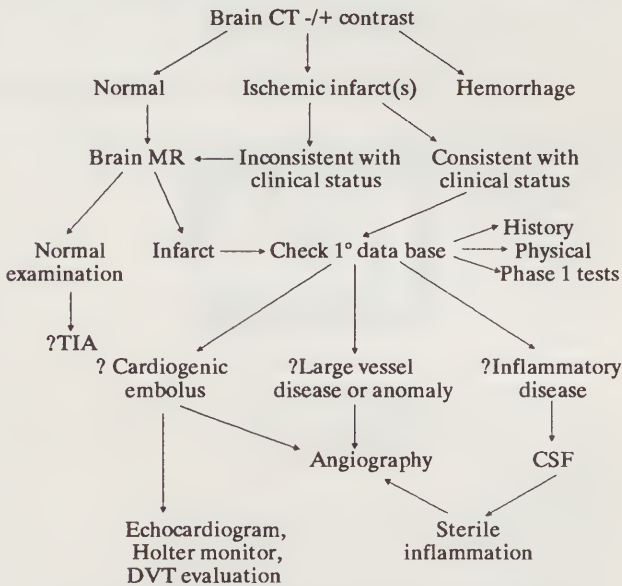 Brain CT -/+ contrast
Normal
Ischemic infarct(s)
Hemorrhage
Brain MR
Inconsistent with
clinical status
Consistent with
clinical status
Normal
examination
Infarct
Check 1° data base
History
Physical
Phase 1 tests
?TIA
? Cardiogenic
embolus
?Large vessel
disease or anomaly
?Inflammatory
disease
Angiography
CSF
Echocardiogram,
Holter monitor,
DVT evaluation
Sterile
inflammation